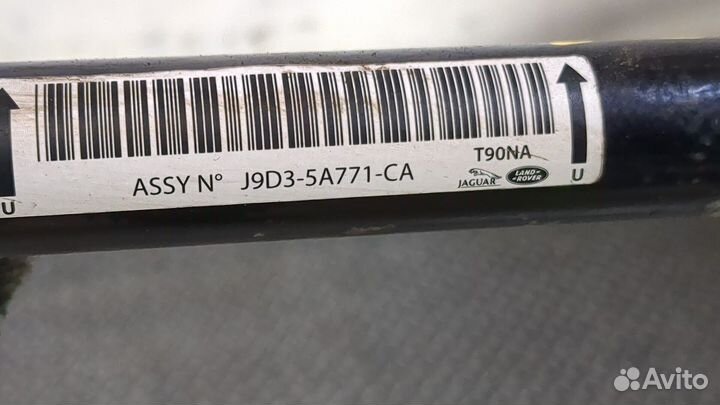 T90NA
ASSY N° J9D3-5A771-CA
JAGUAR
LAND-
-ROVER
U
U
Avito